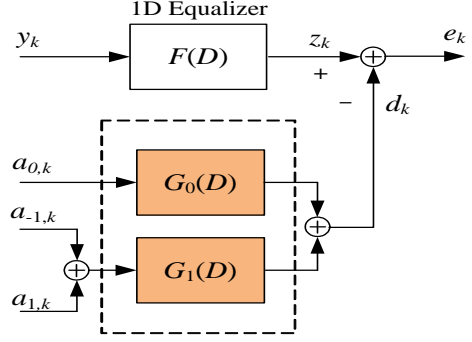 1D Equalizer
y_k
F(D)
z_k
+
e_k
+
−
d_k
a_{0,k}
G_0(D)
a_{-1,k}
+
+
G_1(D)
a_{1,k}